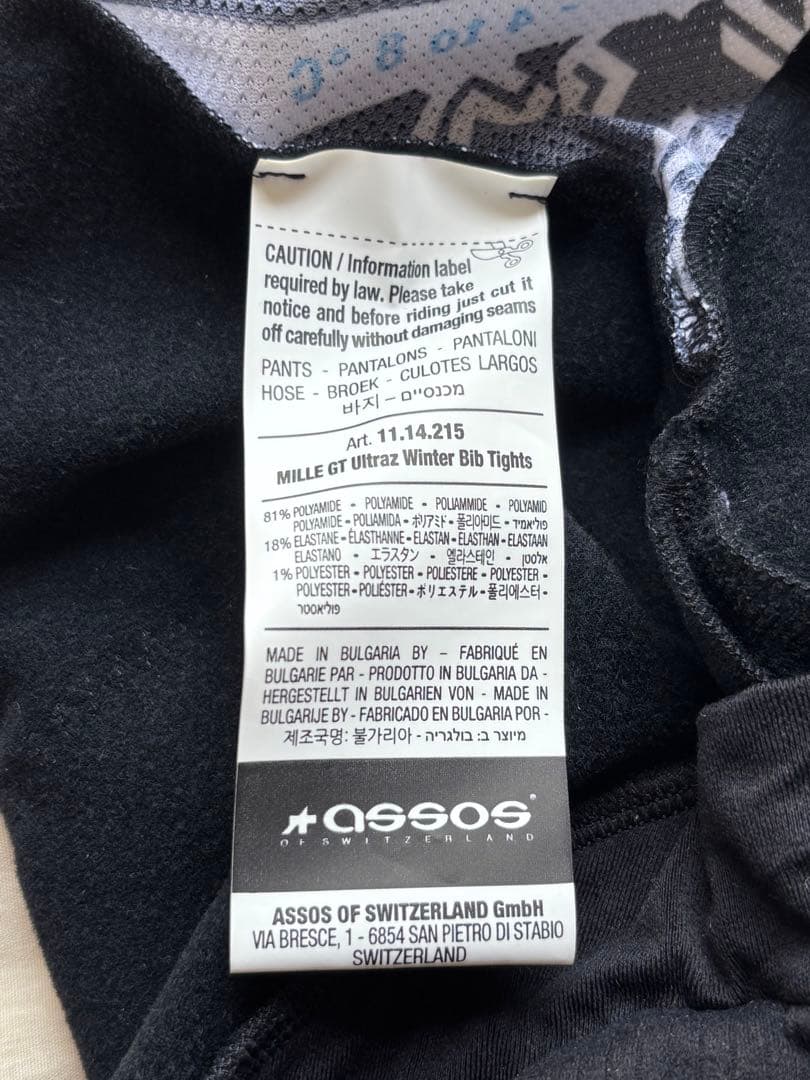 - 4 TO 8 °C
CAUTION / Information label
required by law. Please take
notice and before riding just cut it
off carefully without damaging seams
PANTS - PANTALONS - PANTALONI
HOSE - BROEK - CULOTES LARGOS
바지 – מכנסיים
Art. 11.14.215
MILLE GT Ultraz Winter Bib Tights
81% POLYAMIDE - POLYAMIDE - POLIAMMIDE - POLYAMID
POLYAMIDE - POLIAMIDA - ポリアミド - 폴리아미드 - פוליאמיד
18% ELASTANE - ÉLASTHANNE - ELASTAN - ELASTHAN - ELASTAAN
ELASTANO - エラスタン - 엘라스테인 - אלסטן
1% POLYESTER - POLYESTER - POLIESTERE - POLYESTER -
POLYESTER - POLIÉSTER - ポリエステル - 폴리에스터 -
פוליאסטר
MADE IN BULGARIA BY – FABRIQUÉ EN
BULGARIE PAR - PRODOTTO IN BULGARIA DA -
HERGESTELLT IN BULGARIEN VON - MADE IN
BULGARIJE BY - FABRICADO EN BULGARIA POR -
제조국명: 불가리아 - מיוצר ב: בולגריה
assos
OF SWITZERLAND
ASSOS OF SWITZERLAND GmbH
VIA BRESCE, 1 - 6854 SAN PIETRO DI STABIO
SWITZERLAND